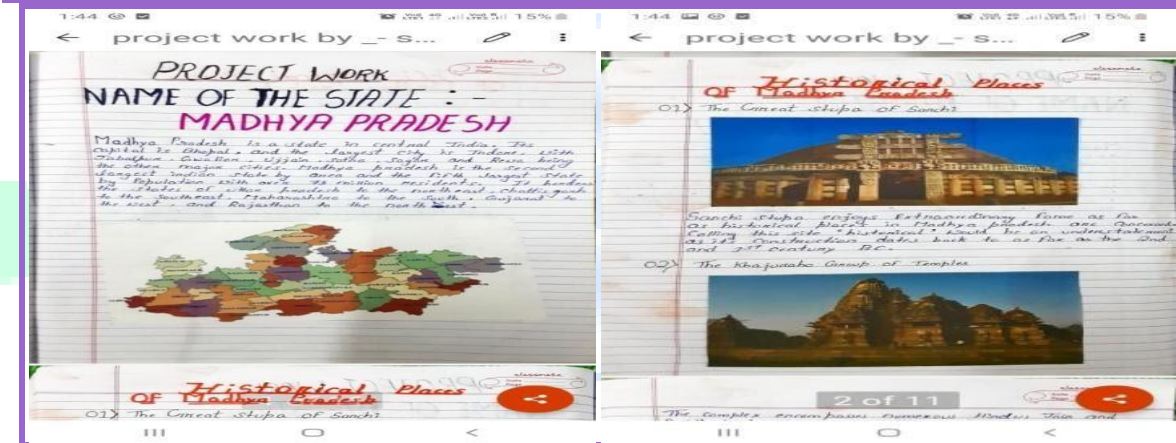 1:44
15%
project work by _- s...
classmate
PROJECT WORK
NAME OF THE STATE : -
MADHYA PRADESH
Madhya Pradesh is a state in central India. Its
capital is Bhopal, and the largest city is Indore, with
Jabalpur, Gwalior, Ujjain, Satna, Sagar and Rewa being
the other major cities. Madhya pradesh is the second
largest Indian state by area and the fifth largest state
by Population with over million residents. It borders
the states of pradesh to the northeast,
to the southeast, Maharashtra to the South, Gujarat to
the west, and Rajasthan to the northwest.
Historical Places
OF Madhya Pradesh
01) The Great stupa OF Sanchi
1:44
15%
project work by _- s...
classmate
Historical Places
OF Madhya Pradesh
01) The Great stupa of Sanchi
Sanchi stupa enjoys Extraordinary fame as far
as historical places in Madhya pradesh are
Calling this site "historical" would be an understatement
as its construction dates back to as far as the 2nd
and Century B.C.
02) The Khajuraho Group of Temples
2 of 11
The complex encompasses numerous Hindu, Jain and